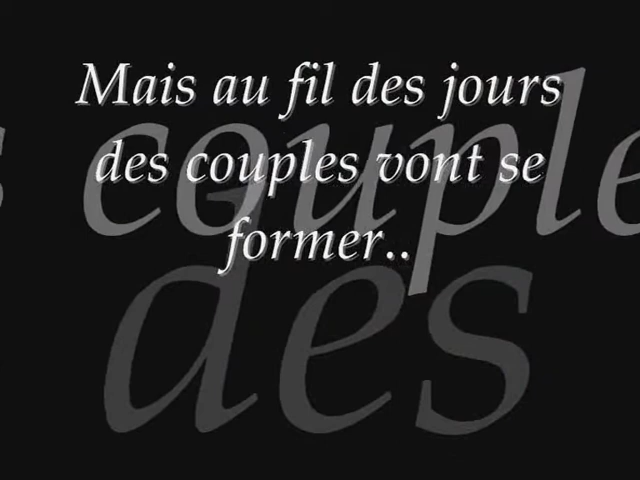 Mais au fil des jours
des couples vont se
former..
s couple
des